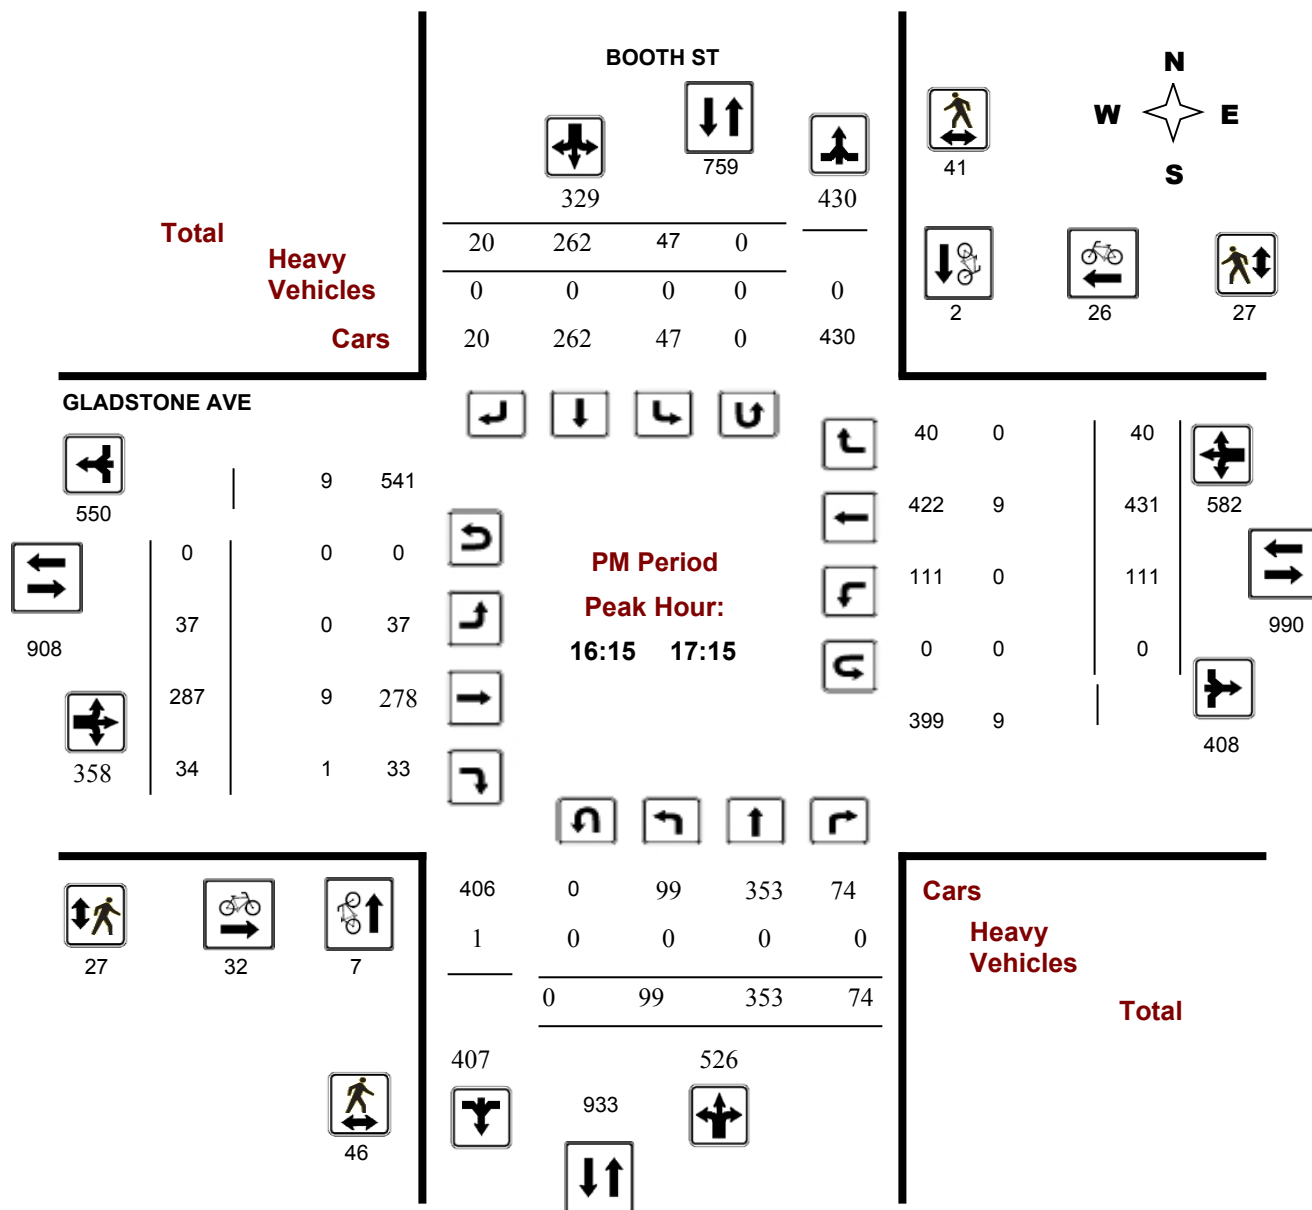 BOOTH ST
N
W E
S
759
41
329
430
Total
20 262 47 0
Heavy
Vehicles
0 0 0 0 0
Cars
20 262 47 0 430
2 26 27
GLADSTONE AVE
40 0 40
9 541
550
422 9 431 582
0 0 0
PM Period
111 0 111
37 0 37
Peak Hour:
908
16:15 17:15
0 0 0
990
287 9 278
399 9
408
358
34 1 33
406 0 99 353 74
Cars
1 0 0 0 0
Heavy
Vehicles
27 32 7
0 99 353 74
Total
407 526
933
46